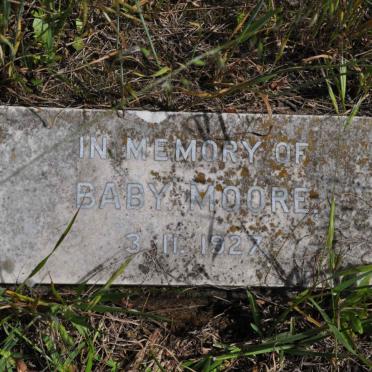 IN MEMORY OF
BABY MOORE.
3.11.1927.